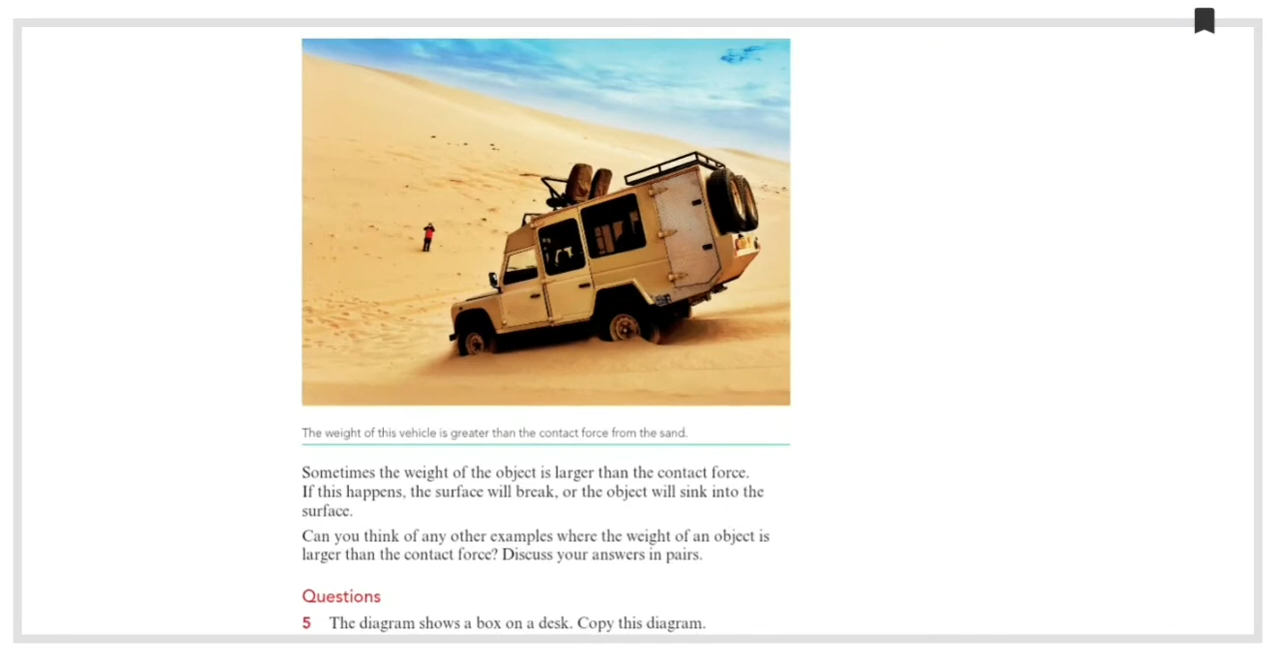 The weight of this vehicle is greater than the contact force from the sand.
Sometimes the weight of the object is larger than the contact force.
If this happens, the surface will break, or the object will sink into the
surface.
Can you think of any other examples where the weight of an object is
larger than the contact force? Discuss your answers in pairs.
Questions
5 The diagram shows a box on a desk. Copy this diagram.